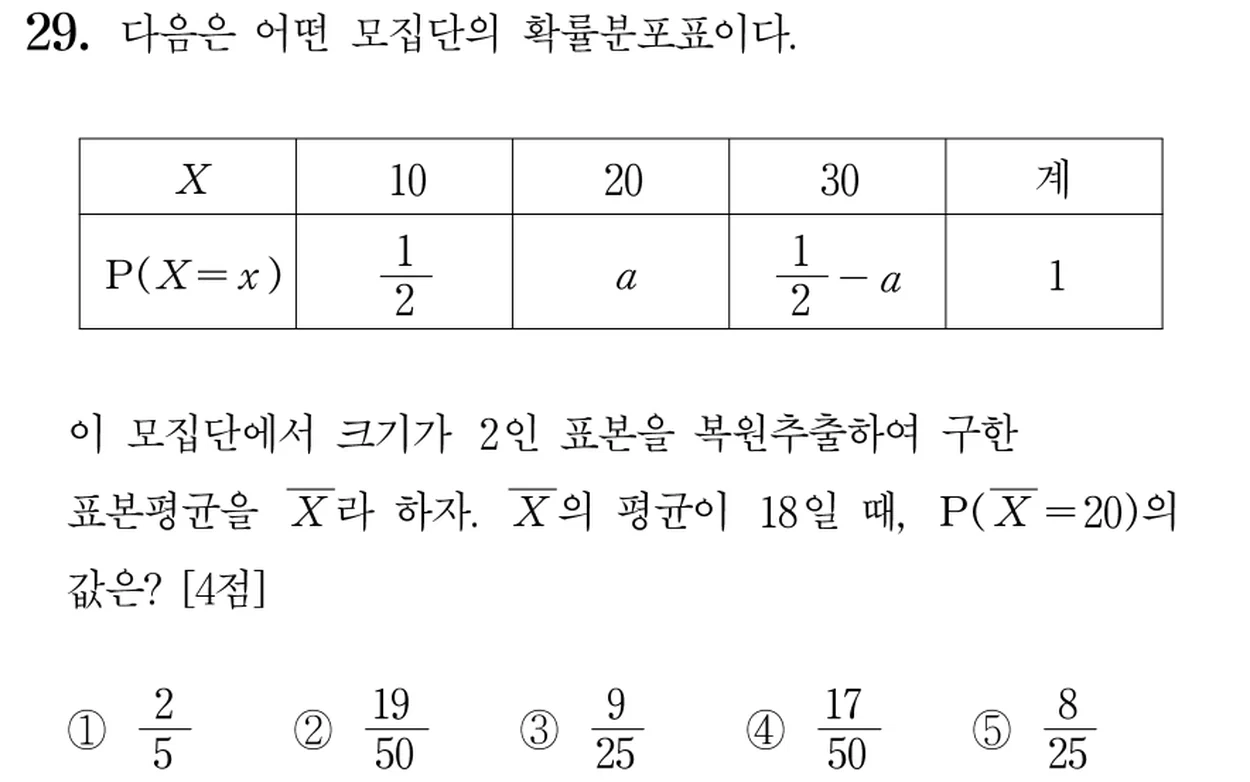 29. 다음은 어떤 모집단의 확률분포표이다.
X 10 20 30 계
P(X=x) 1/2 a 1/2 − a 1
이 모집단에서 크기가 2인 표본을 복원추출하여 구한
표본평균을 X̄라 하자. X̄의 평균이 18일 때, P(X̄=20)의
값은? [4점]
① 2/5 ② 19/50 ③ 9/25 ④ 17/50 ⑤ 8/25